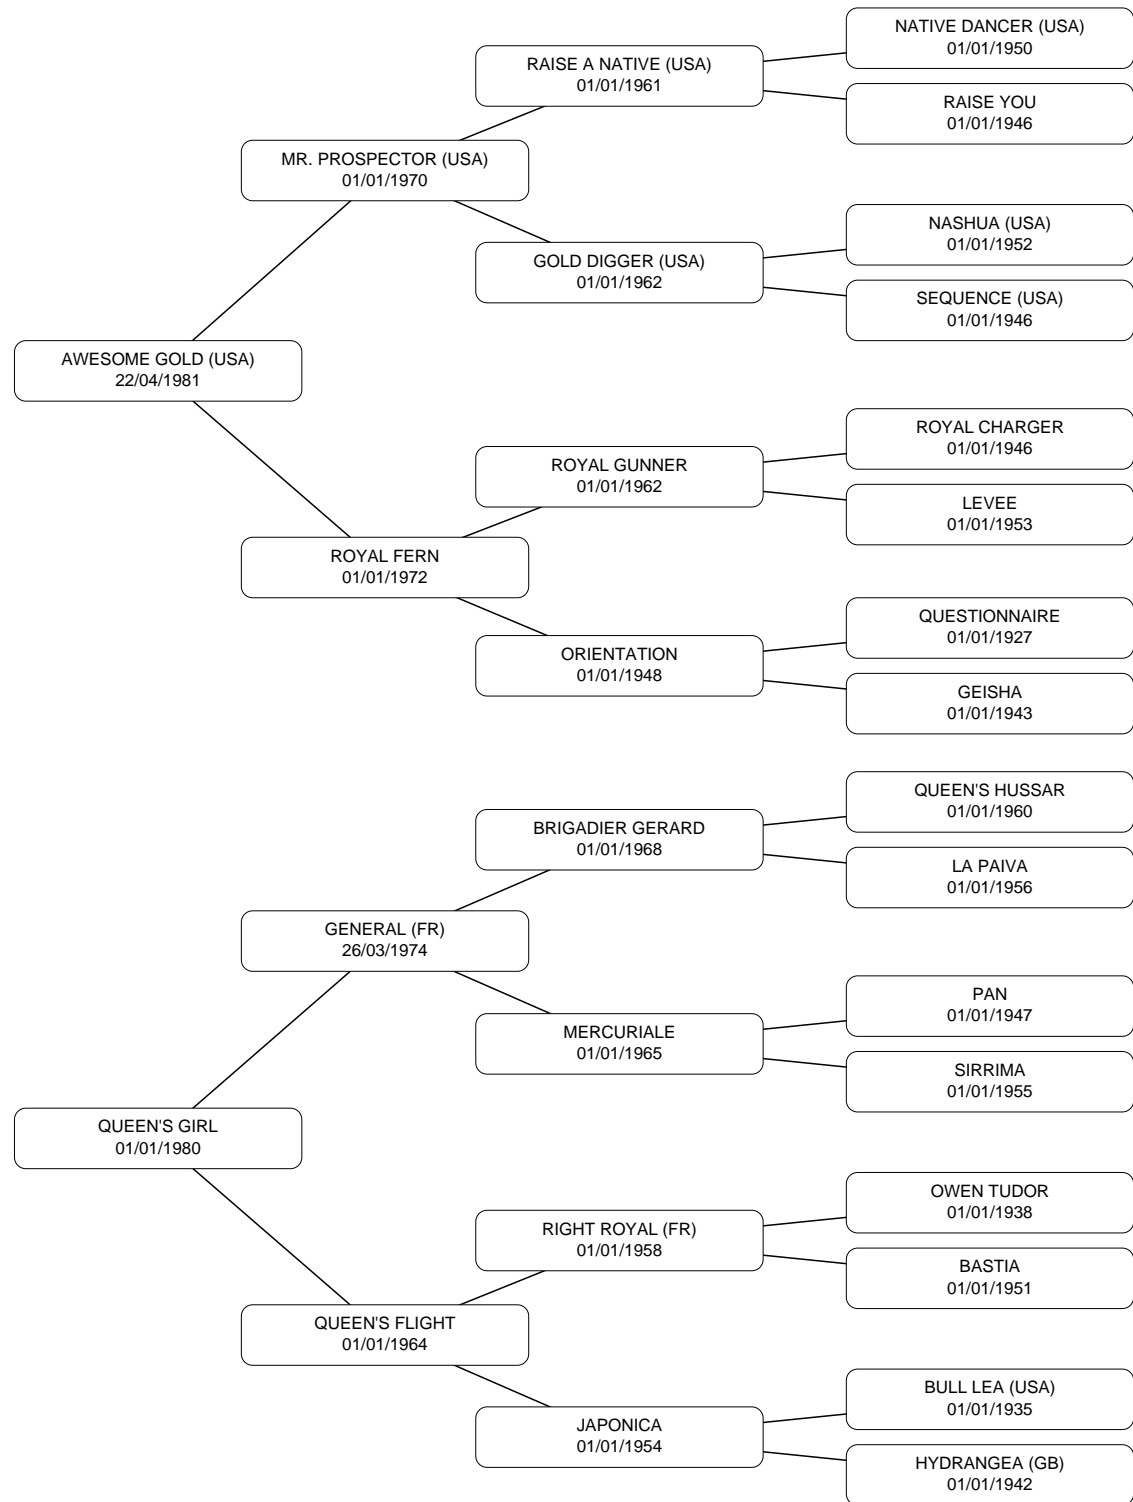 NATIVE DANCER (USA)
01/01/1950
RAISE A NATIVE (USA)
01/01/1961
RAISE YOU
01/01/1946
MR. PROSPECTOR (USA)
01/01/1970
NASHUA (USA)
01/01/1952
GOLD DIGGER (USA)
01/01/1962
SEQUENCE (USA)
01/01/1946
AWESOME GOLD (USA)
22/04/1981
ROYAL CHARGER
01/01/1946
ROYAL GUNNER
01/01/1962
LEVEE
01/01/1953
ROYAL FERN
01/01/1972
QUESTIONNAIRE
01/01/1927
ORIENTATION
01/01/1948
GEISHA
01/01/1943
QUEEN'S HUSSAR
01/01/1960
BRIGADIER GERARD
01/01/1968
LA PAIVA
01/01/1956
GENERAL (FR)
26/03/1974
PAN
01/01/1947
MERCURIALE
01/01/1965
SIRRIMA
01/01/1955
QUEEN'S GIRL
01/01/1980
OWEN TUDOR
01/01/1938
RIGHT ROYAL (FR)
01/01/1958
BASTIA
01/01/1951
QUEEN'S FLIGHT
01/01/1964
BULL LEA (USA)
01/01/1935
JAPONICA
01/01/1954
HYDRANGEA (GB)
01/01/1942